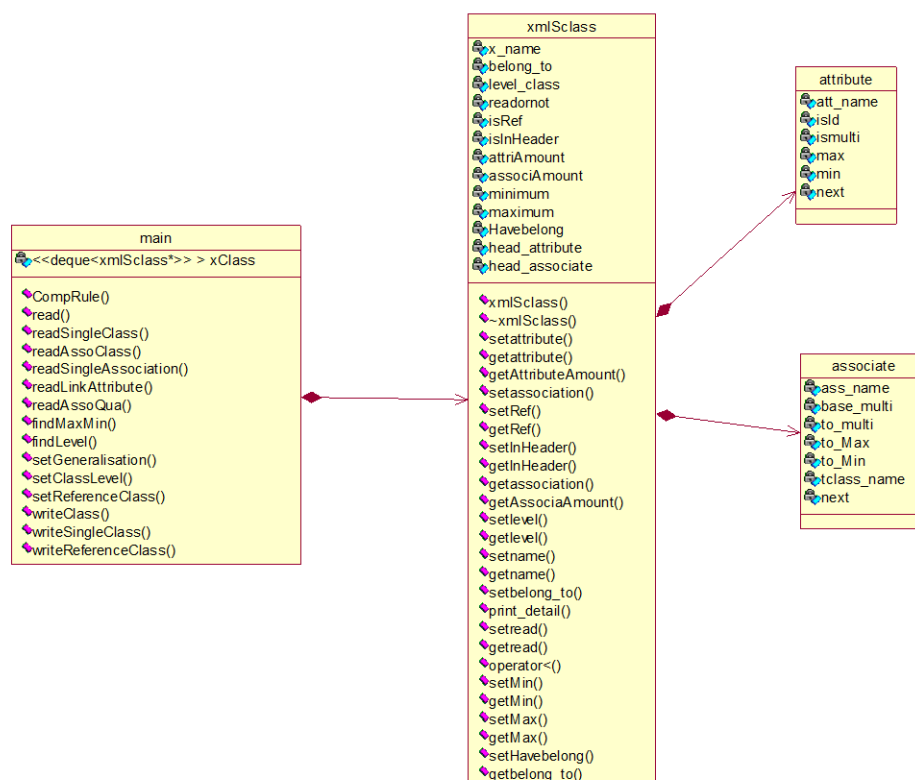 main
<<deque<xmlSclass*>> > xClass
CompRule()
read()
readSingleClass()
readAssoClass()
readSingleAssociation()
readLinkAttribute()
readAssoQua()
findMaxMin()
findLevel()
setGeneralisation()
setClassLevel()
setReferenceClass()
writeClass()
writeSingleClass()
writeReferenceClass()
xmlSclass
x_name
belong_to
level_class
readornot
isRef
isInHeader
attriAmount
associAmount
minimum
maximum
Havebelong
head_attribute
head_associate
xmlSclass()
~xmlSclass()
setattribute()
getattribute()
getAttributeAmount()
setassociation()
setRef()
getRef()
setInHeader()
getInHeader()
getassociation()
getAssociaAmount()
setlevel()
getlevel()
setname()
getname()
setbelong_to()
print_detail()
setread()
getread()
operator<()
setMin()
getMin()
setMax()
getMax()
setHavebelong()
getbelong_to()
attribute
att_name
isId
ismulti
max
min
next
associate
ass_name
base_multi
to_multi
to_Max
to_Min
tclass_name
next